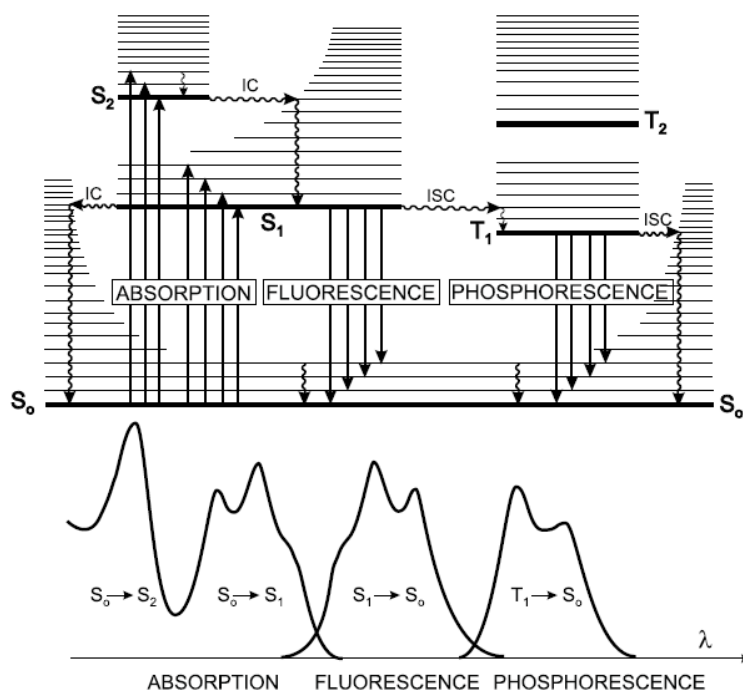 S₂ IC T₂
IC S₁ ISC T₁ ISC
ABSORPTION FLUORESCENCE PHOSPHORESCENCE
Sₒ Sₒ
Sₒ → S₂ Sₒ → S₁ S₁ → Sₒ T₁ → Sₒ
λ
ABSORPTION FLUORESCENCE PHOSPHORESCENCE